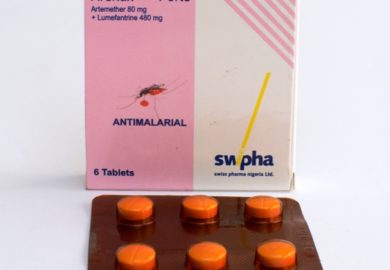 Artemether 80 mg
+ Lumefantrine 480 mg
ANTIMALARIAL
6 Tablets
swipha
swiss pharma nigeria Ltd.